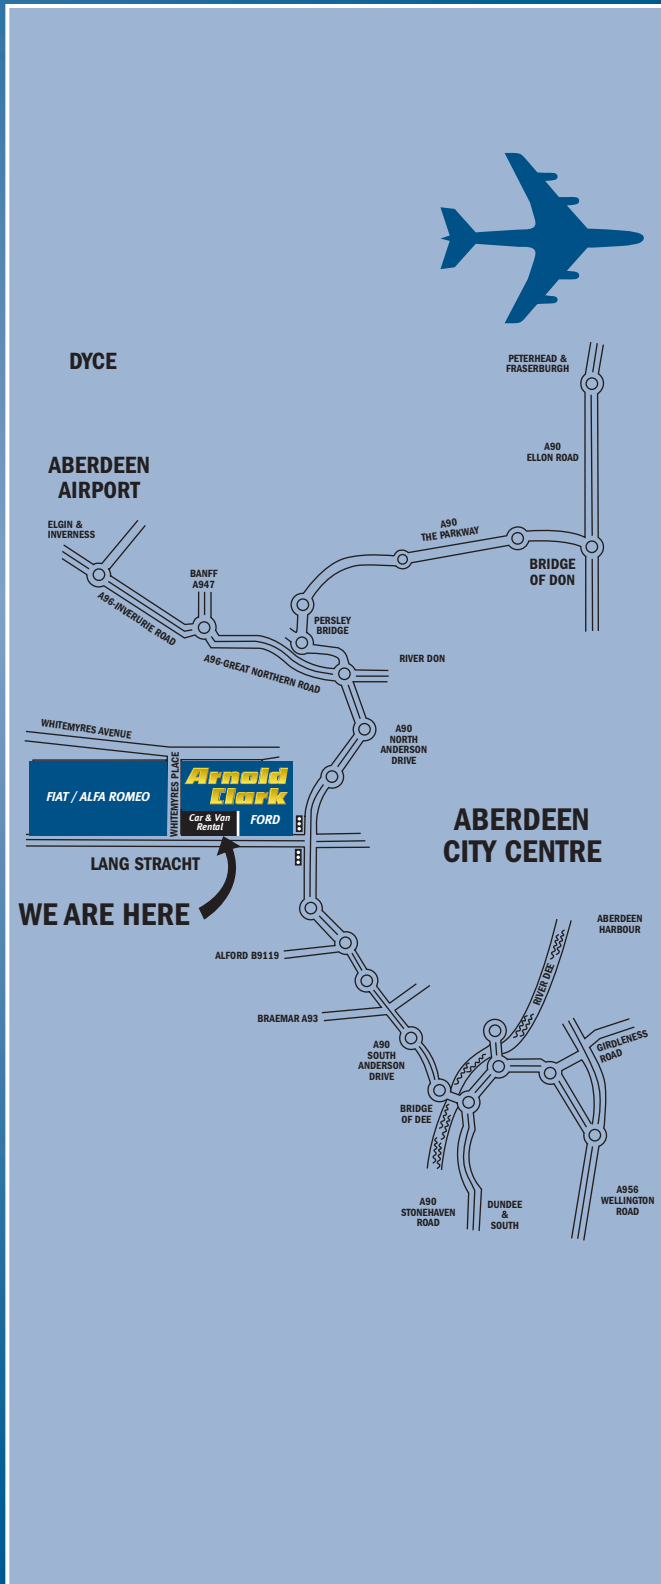 DYCE
PETERHEAD &
FRASERBURGH
A90
ELLON ROAD
ABERDEEN
AIRPORT
ELGIN &
INVERNESS
A90
THE PARKWAY
BRIDGE
OF DON
BANFF
A947
A96-INVERURIE ROAD
PERSLEY
BRIDGE
A96-GREAT NORTHERN ROAD
RIVER DON
WHITEMYRES AVENUE
A90
NORTH
ANDERSON
DRIVE
FIAT / ALFA ROMEO
WHITEMYRES PLACE
Arnold
Clark
Car & Van
Rental
FORD
ABERDEEN
CITY CENTRE
LANG STRACHT
WE ARE HERE
ABERDEEN
HARBOUR
ALFORD B9119
RIVER DEE
BRAEMAR A93
GIRDLENESS
ROAD
A90
SOUTH
ANDERSON
DRIVE
BRIDGE
OF DEE
A90
STONEHAVEN
ROAD
DUNDEE
&
SOUTH
A956
WELLINGTON
ROAD